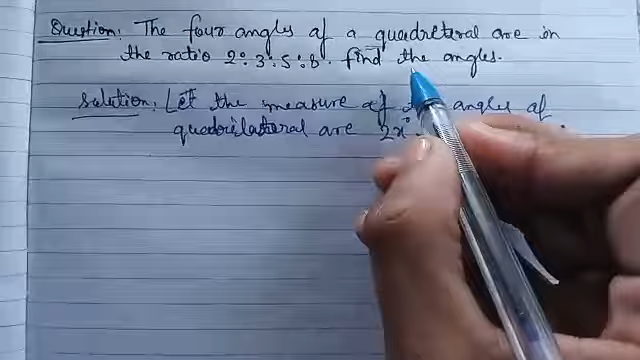 Question: The four angles of a quadreteral are in
the ratio 2:3:5:8. find the angles.
Solution: Let the measure of angles of
quadrilateral are 2x°